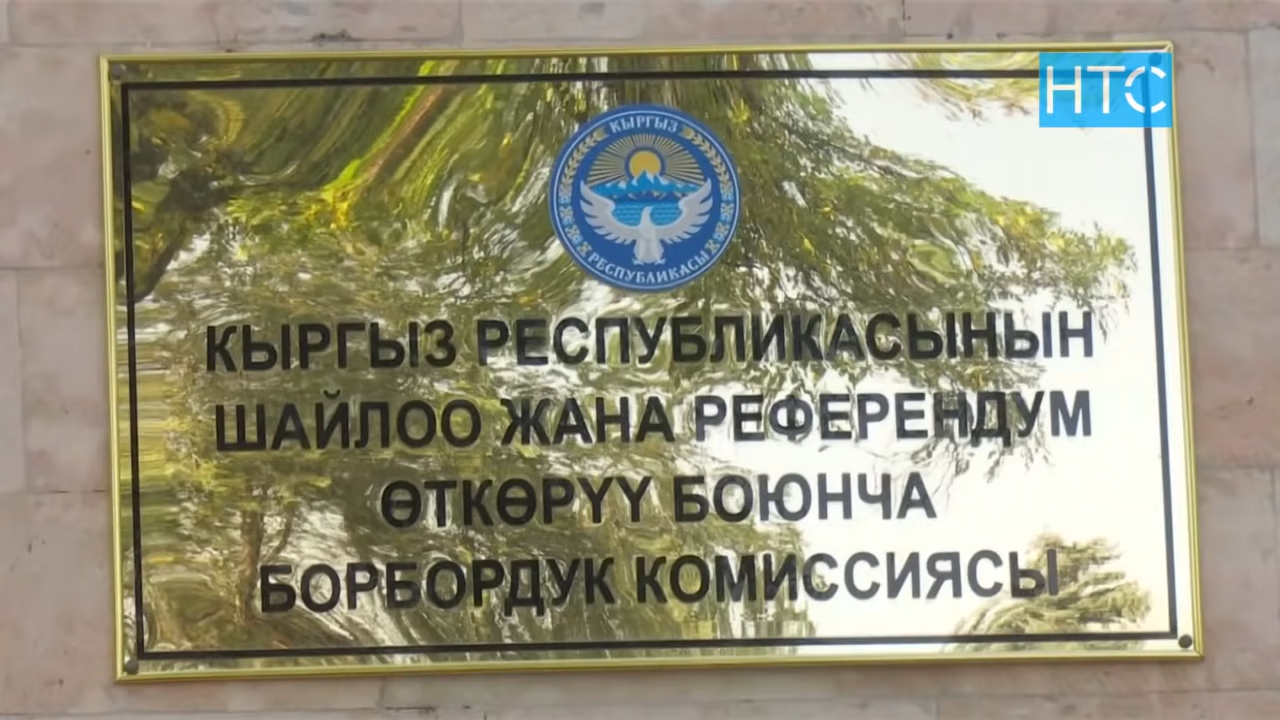 НТС
КЫРГЫЗ
РЕСПУБЛИКАСЫ
КЫРГЫЗ РЕСПУБЛИКАСЫНЫН
ШАЙЛОО ЖАНА РЕФЕРЕНДУМ
ӨТКӨРҮҮ БОЮНЧА
БОРБОРДУК КОМИССИЯСЫ